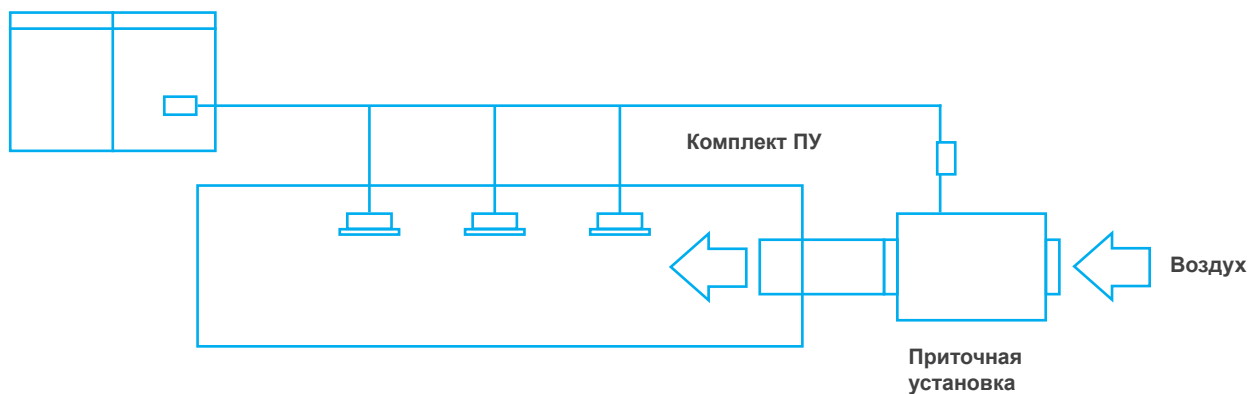 Комплект ПУ
Воздух
Приточная
установка